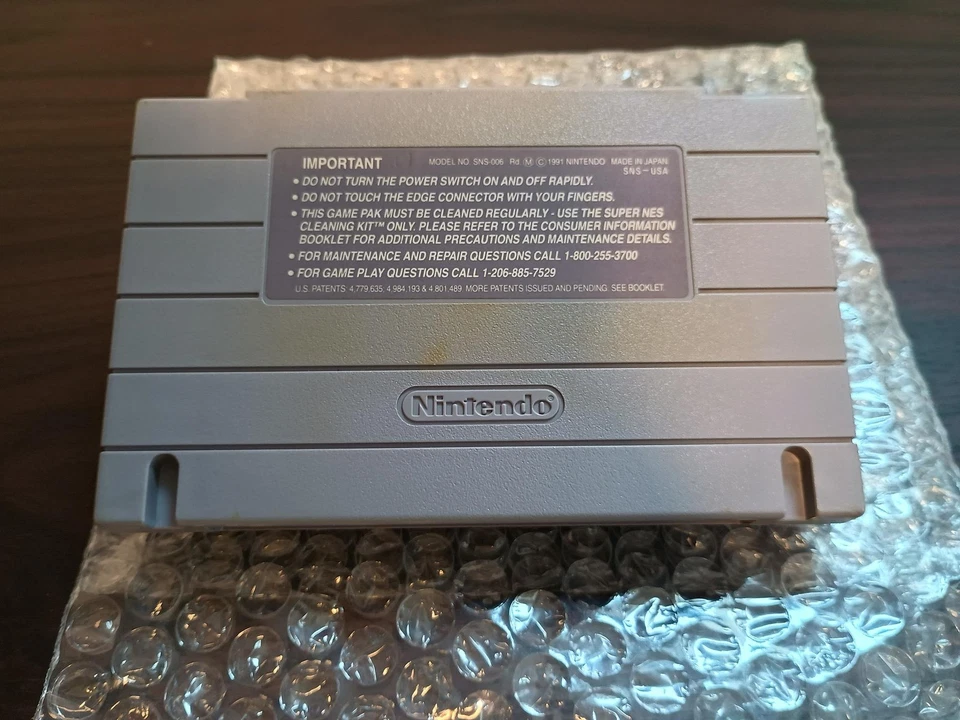 IMPORTANT
MODEL NO. SNS-006 Rd Ⓜ Ⓒ 1991 NINTENDO MADE IN JAPAN
SNS-USA
• DO NOT TURN THE POWER SWITCH ON AND OFF RAPIDLY.
• DO NOT TOUCH THE EDGE CONNECTOR WITH YOUR FINGERS.
• THIS GAME PAK MUST BE CLEANED REGULARLY - USE THE SUPER NES
CLEANING KIT™ ONLY. PLEASE REFER TO THE CONSUMER INFORMATION
BOOKLET FOR ADDITIONAL PRECAUTIONS AND MAINTENANCE DETAILS.
• FOR MAINTENANCE AND REPAIR QUESTIONS CALL 1-800-255-3700
• FOR GAME PLAY QUESTIONS CALL 1-206-885-7529
U.S. PATENTS: 4,779,635. 4,984,193 & 4,801,489. MORE PATENTS ISSUED AND PENDING. SEE BOOKLET.
Nintendo®